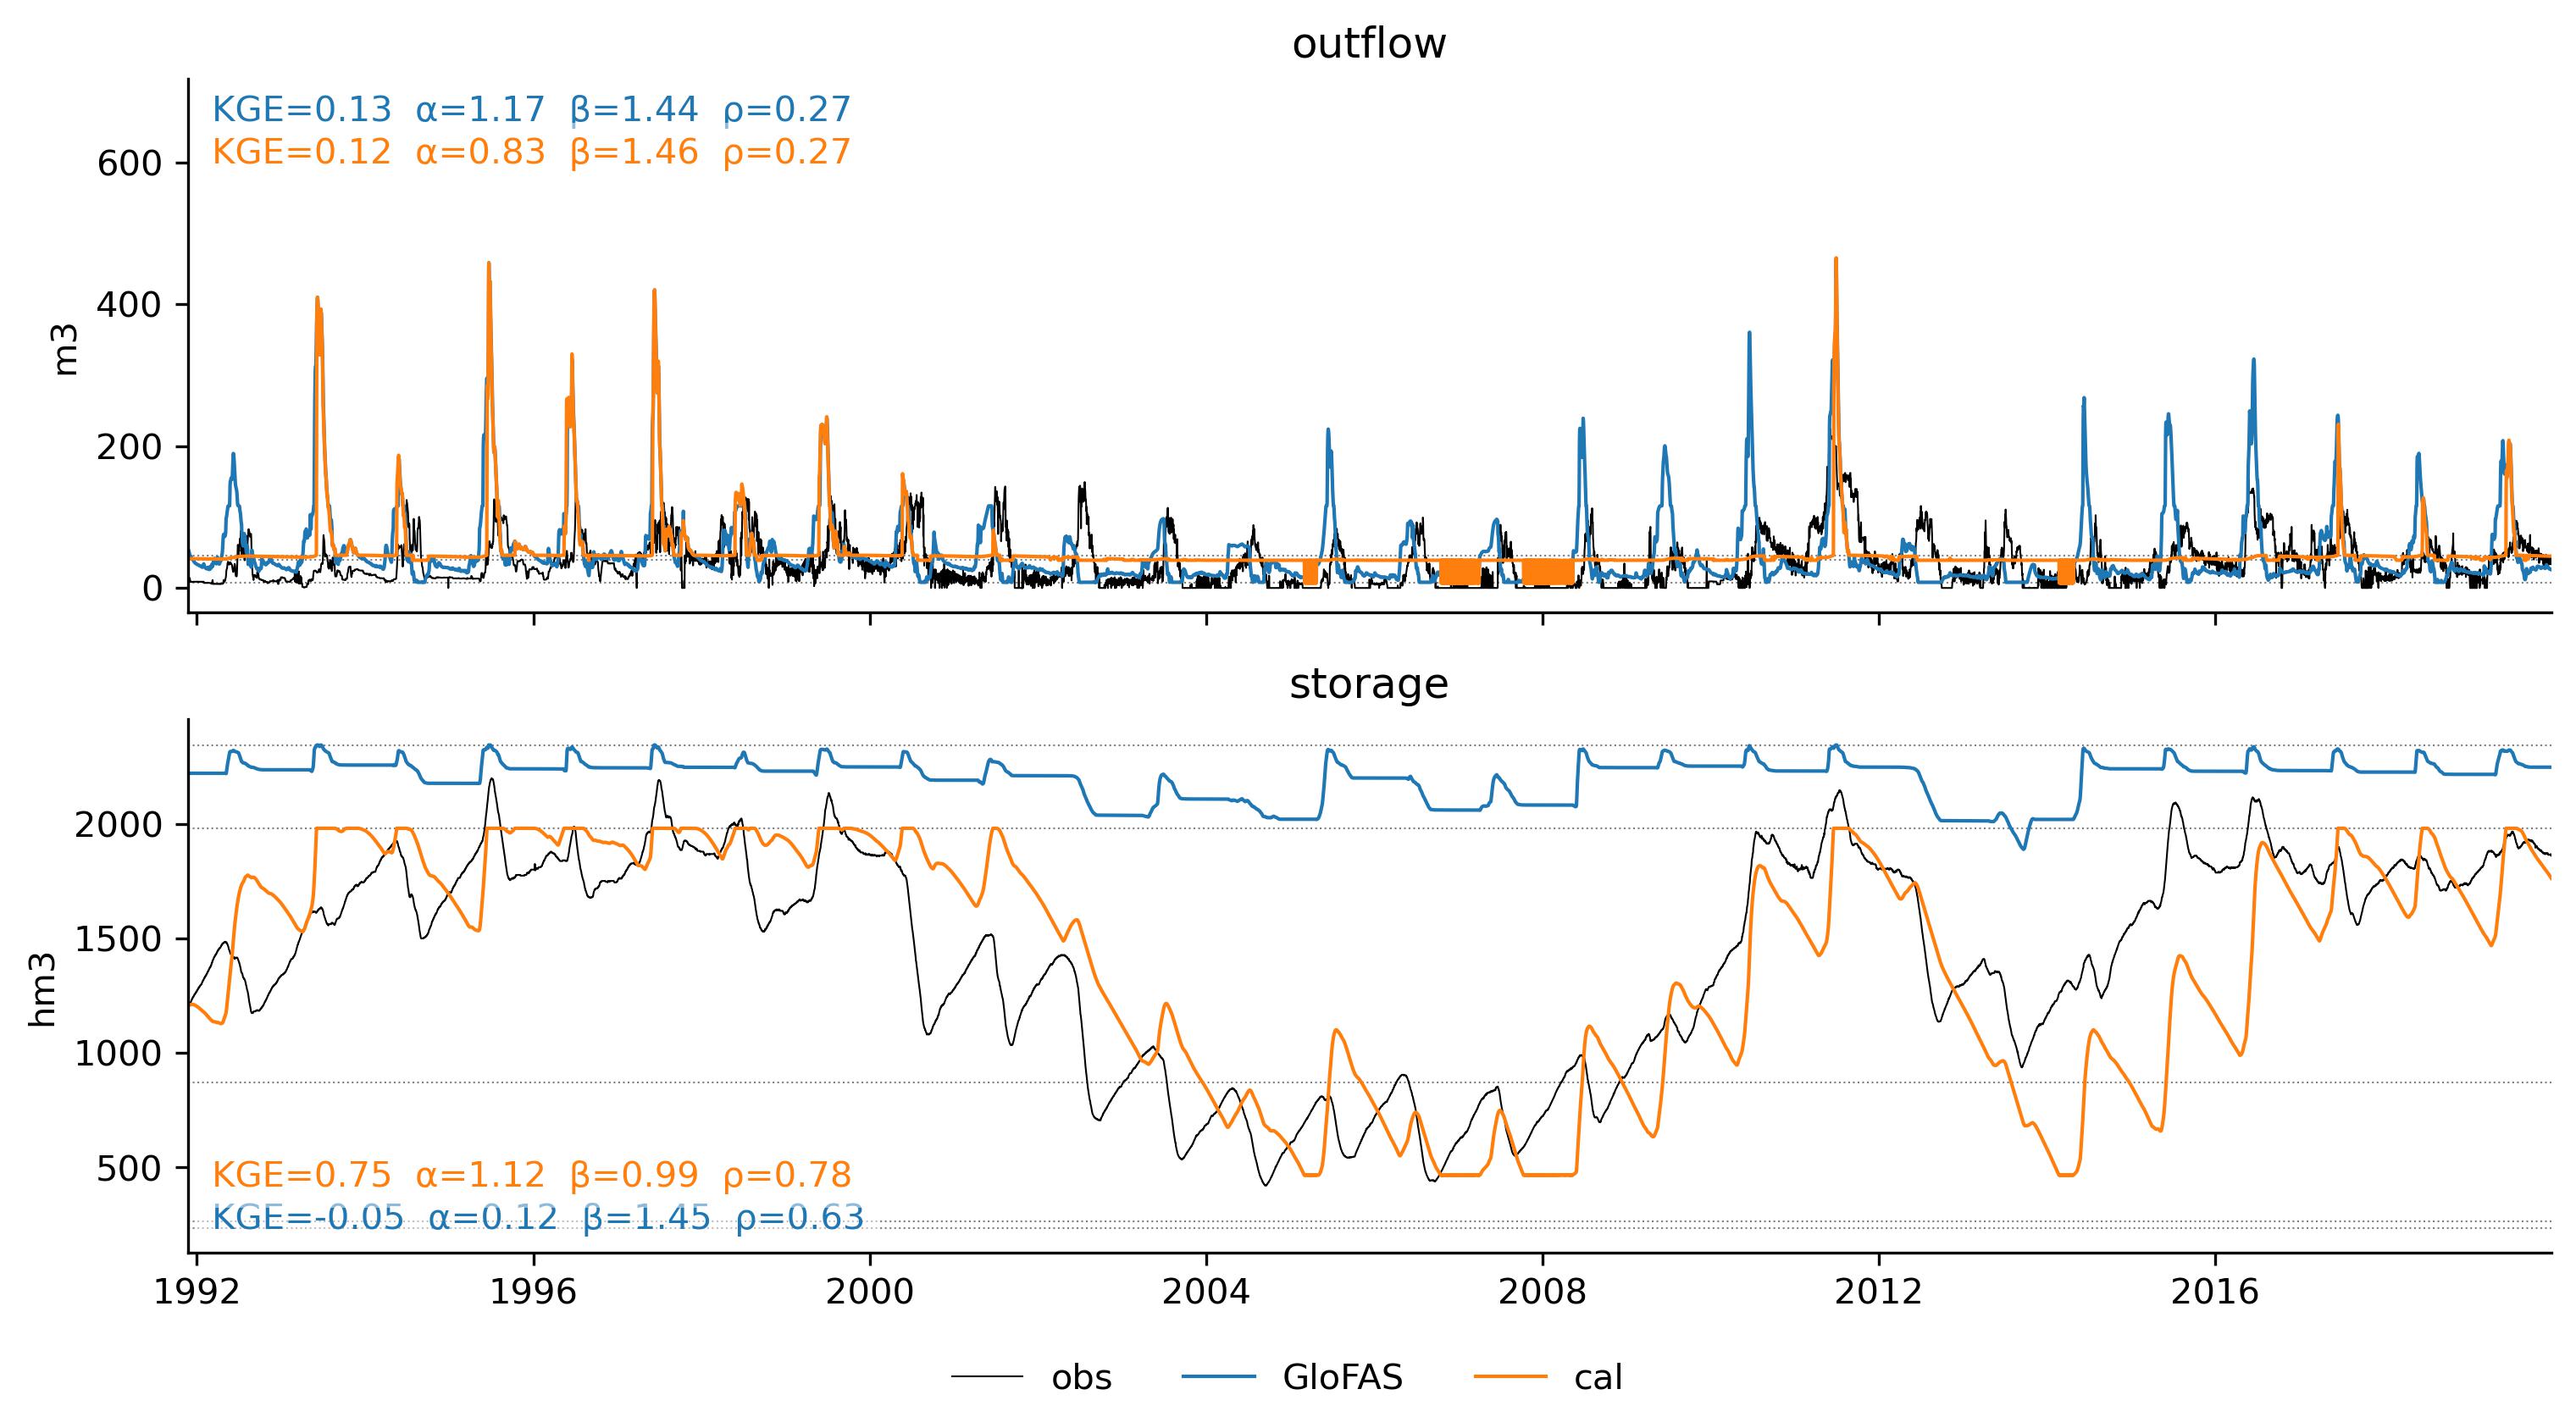 outflow
KGE=0.13 α=1.17 β=1.44 ρ=0.27
KGE=0.12 α=0.83 β=1.46 ρ=0.27
600
400
200
0
m3
storage
2000
1500
1000
500
hm3
KGE=0.75 α=1.12 β=0.99 ρ=0.78
KGE=-0.05 α=0.12 β=1.45 ρ=0.63
1992 1996 2000 2004 2008 2012 2016
obs GloFAS cal